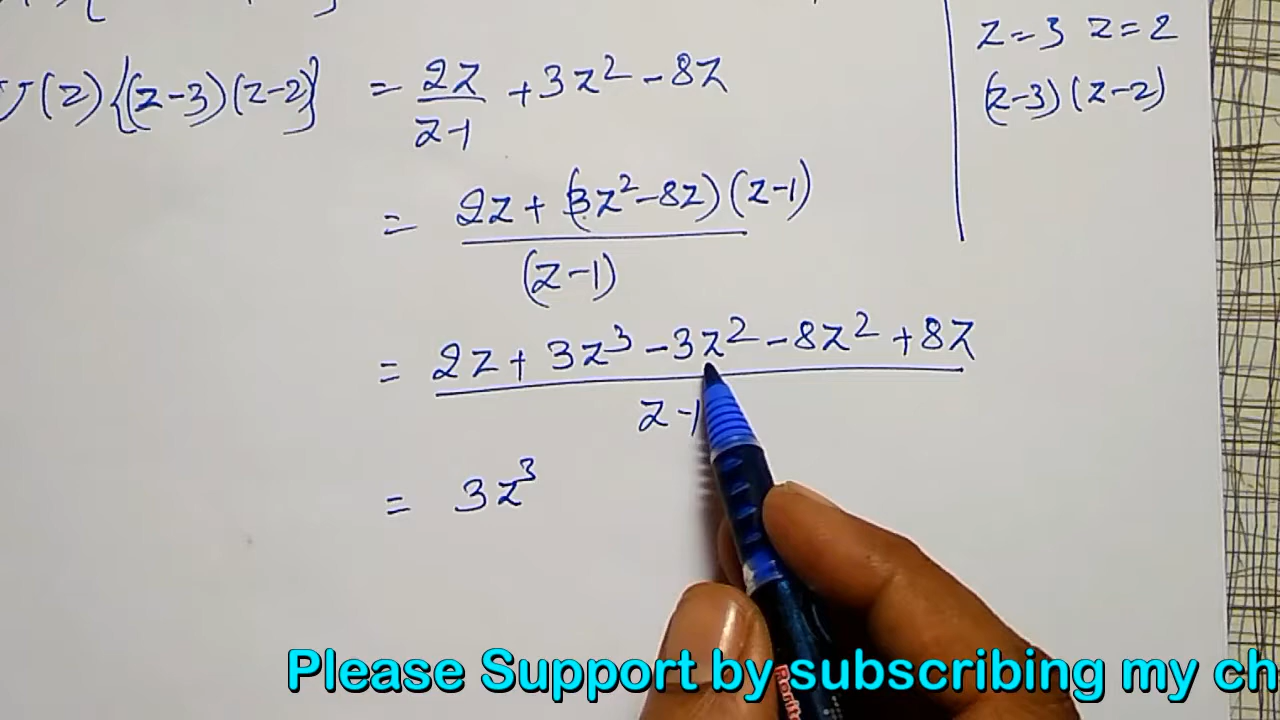 U(z){(z-3)(z-2)} = 2z/z-1 + 3z² - 8z
= 2z + (3z² - 8z)(z-1)/(z-1)
= 2z + 3z³ - 3z² - 8z² + 8z/z-1
= 3z³
z=3 z=2
(z-3)(z-2)
Please Support by subscribing my ch